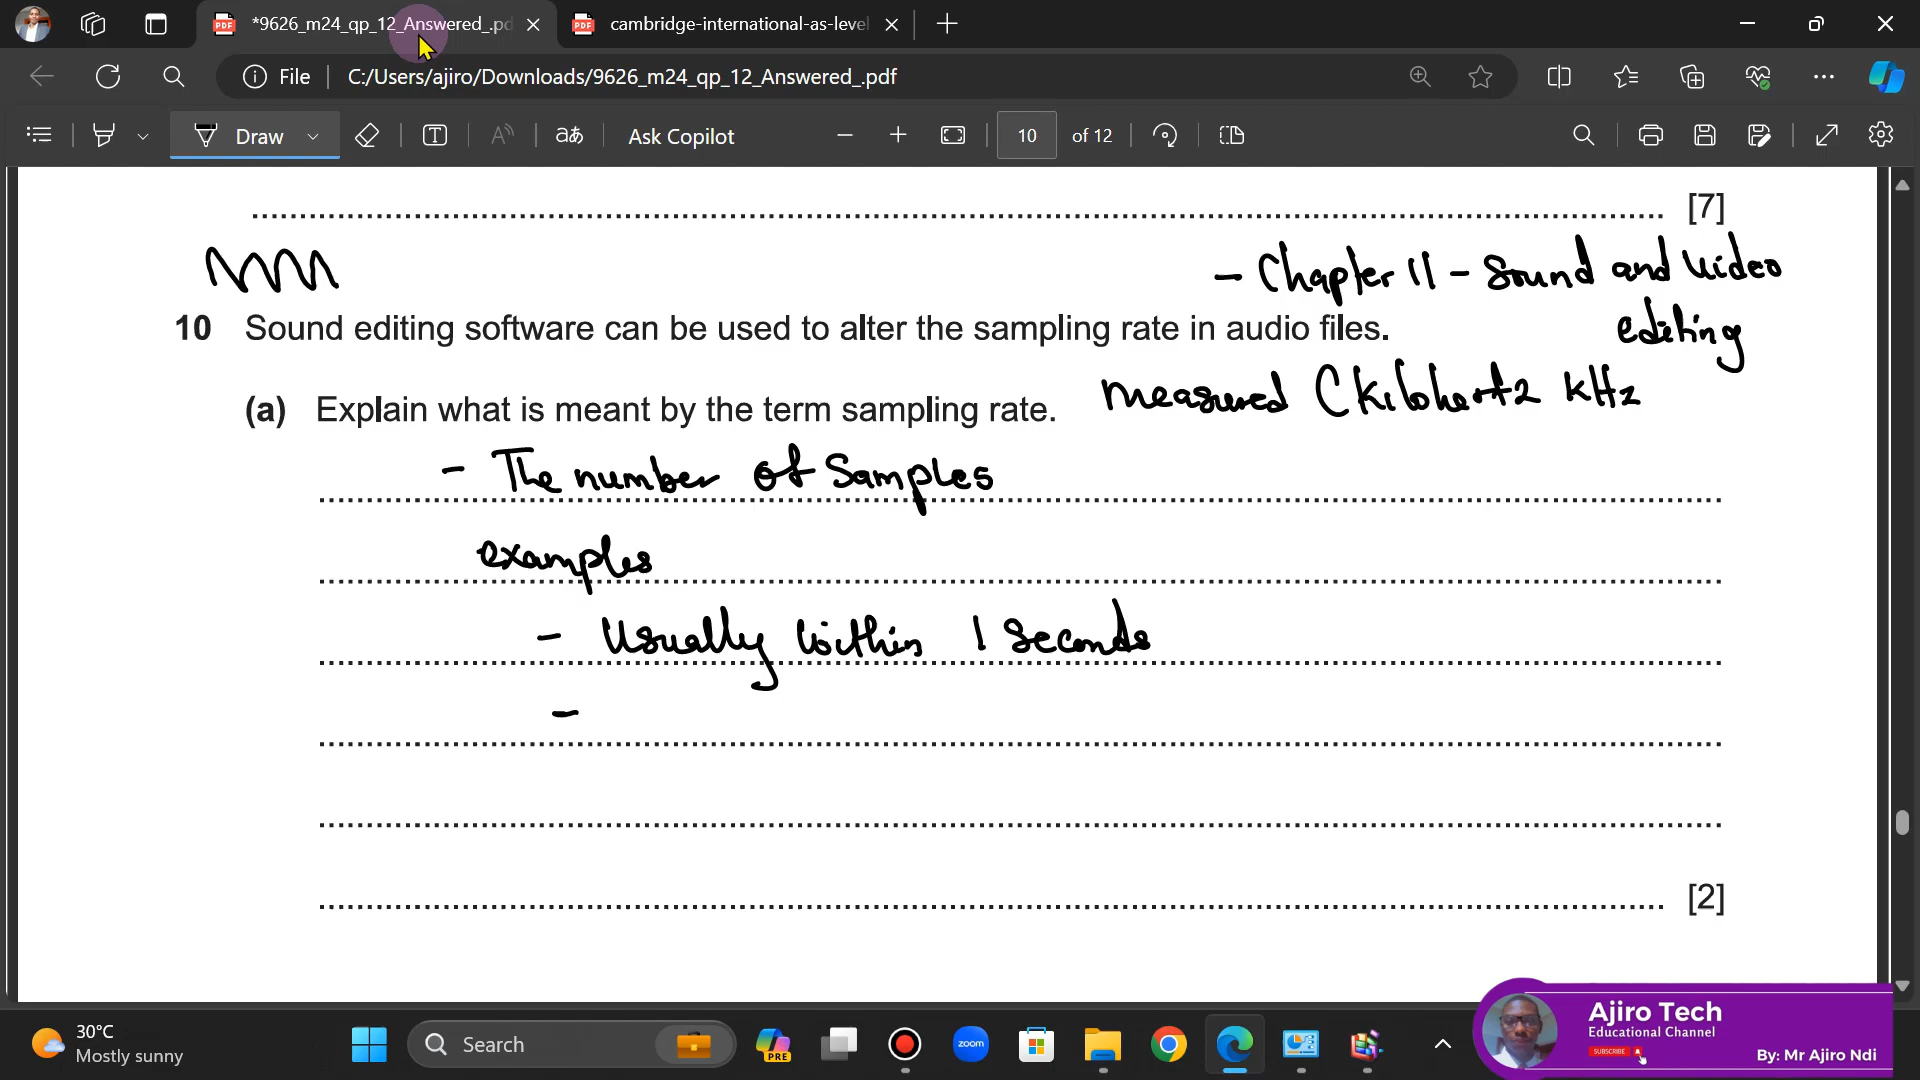 *9626_m24_qp_12_Answered_.pd
cambridge-international-as-level
File
C:/Users/ajiro/Downloads/9626_m24_qp_12_Answered_.pdf
Draw
Ask Copilot
10 of 12
[7]
- Chapter 11 - Sound and Video
editing
10 Sound editing software can be used to alter the sampling rate in audio files.
measured (kilohertz kHz
(a) Explain what is meant by the term sampling rate.
- The number of Samples
examples
- Usually within 1 Seconds
-
[2]
Ajiro Tech
Educational Channel
SUBSCRIBE
By: Mr Ajiro Ndi
30°C
Mostly sunny
Search
PRE
zoom